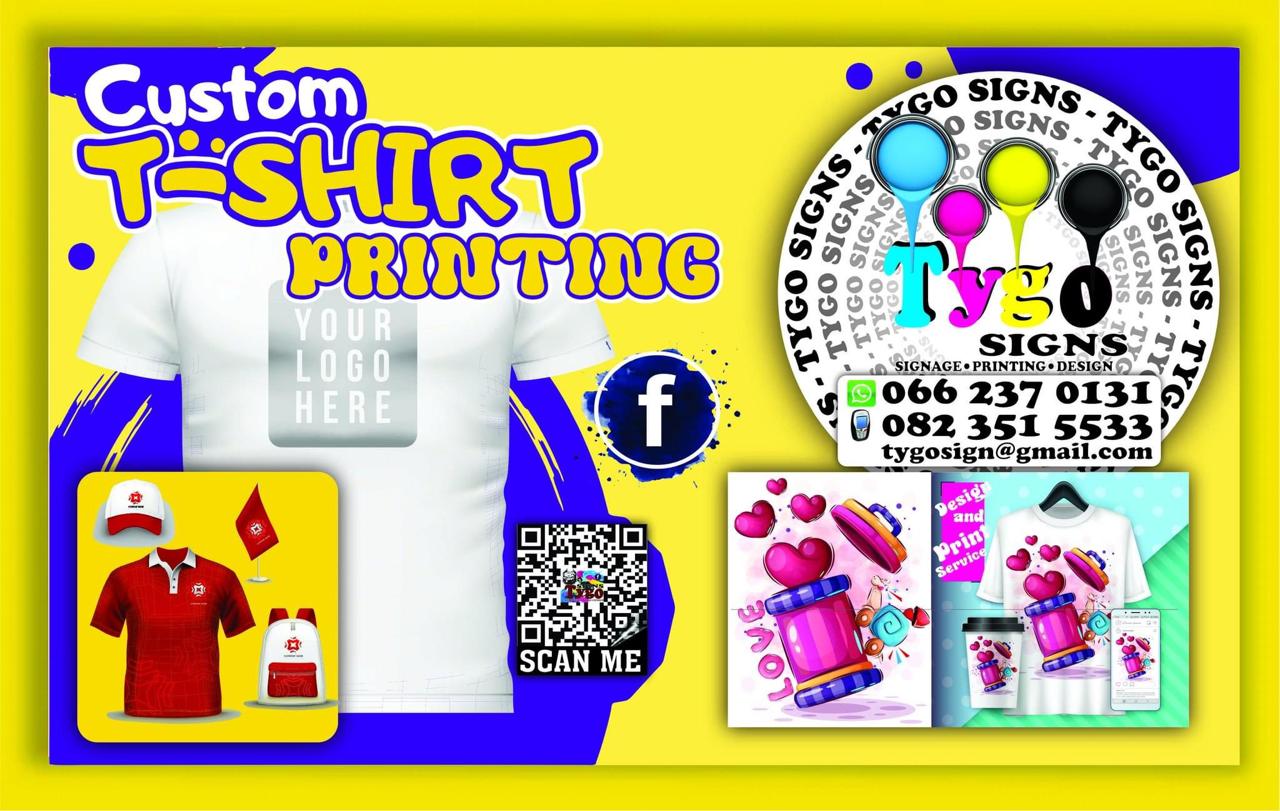 Custom
T-SHIRT
PRINTING
YOUR
LOGO
HERE
f
SCAN ME
TYGO SIGNS - TYGO SIGNS - TYGO SIGNS - TYGO SIGNS - TYGO
Tygo
SIGNS
SIGNAGE • PRINTING • DESIGN
066 237 0131
082 351 5533
tygosign@gmail.com
LOVE
Design
and
Print
Service